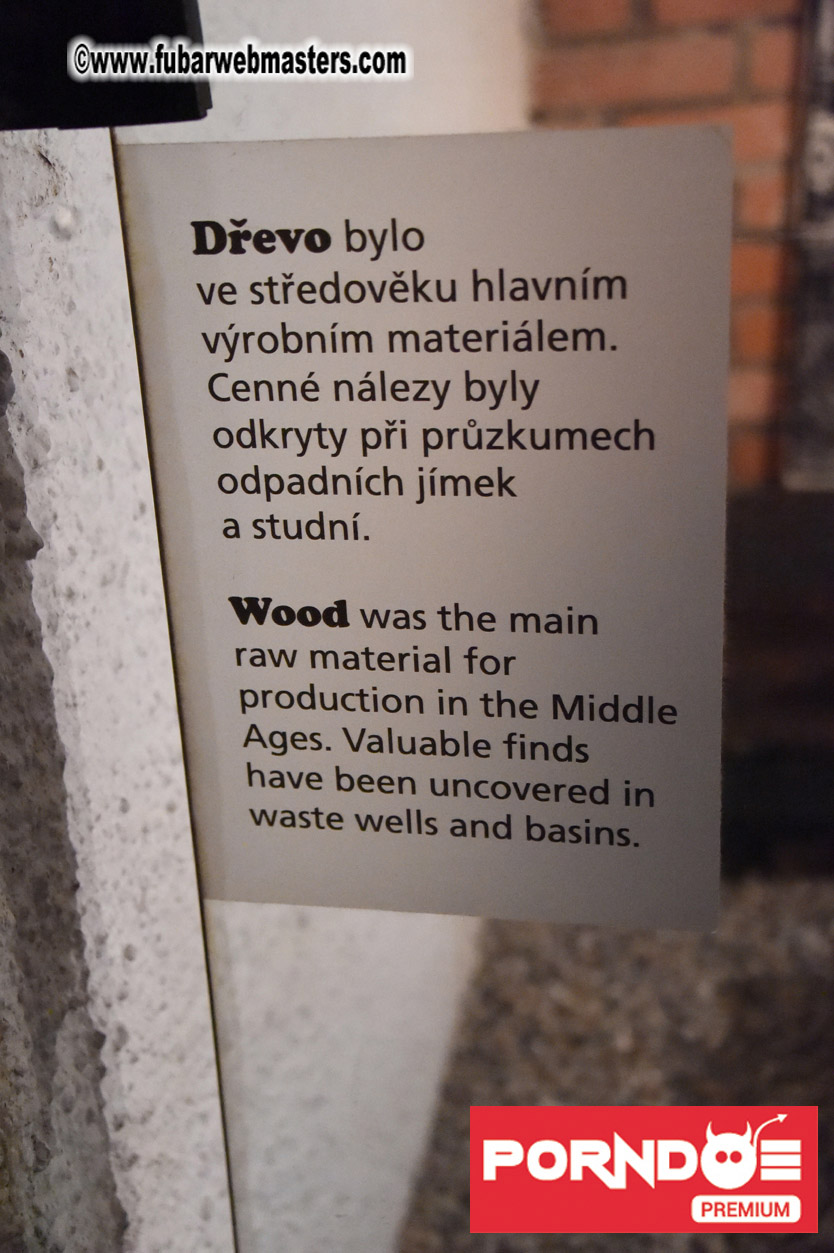 ©www.fubarwebmasters.com
Dřevo bylo
ve středověku hlavním
výrobním materiálem.
Cenné nálezy byly
odkryty při průzkumech
odpadních jímek
a studní.
Wood was the main
raw material for
production in the Middle
Ages. Valuable finds
have been uncovered in
waste wells and basins.
PORNDOE
PREMIUM